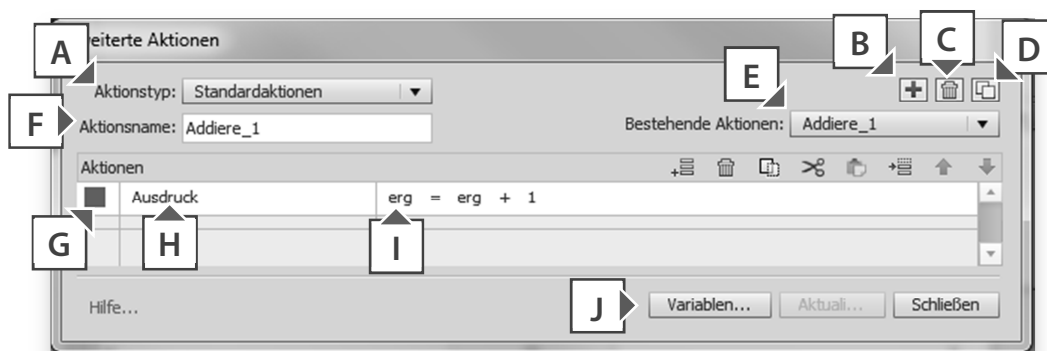 A
B
C
D
E
F
G
H
I
J
eiterte Aktionen
Aktionstyp: Standardaktionen
Aktionsname: Addiere_1
Bestehende Aktionen: Addiere_1
Aktionen
Ausdruck erg = erg + 1
Hilfe...
Variablen... Aktuali... Schließen